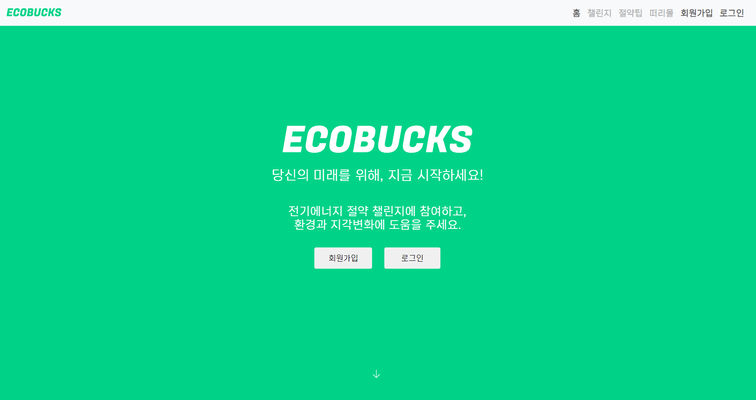 ECOBUCKS
홈 챌린지 절약팁 떠리몰 회원가입 로그인
ECOBUCKS
당신의 미래를 위해, 지금 시작하세요!
전기에너지 절약 챌린지에 참여하고,
환경과 지각변화에 도움을 주세요.
회원가입 로그인